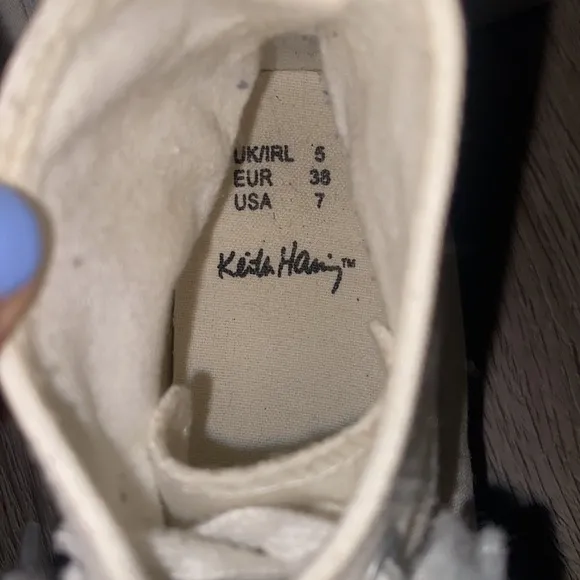 UK/IRL 5
EUR 38
USA 7
Keith Haring™